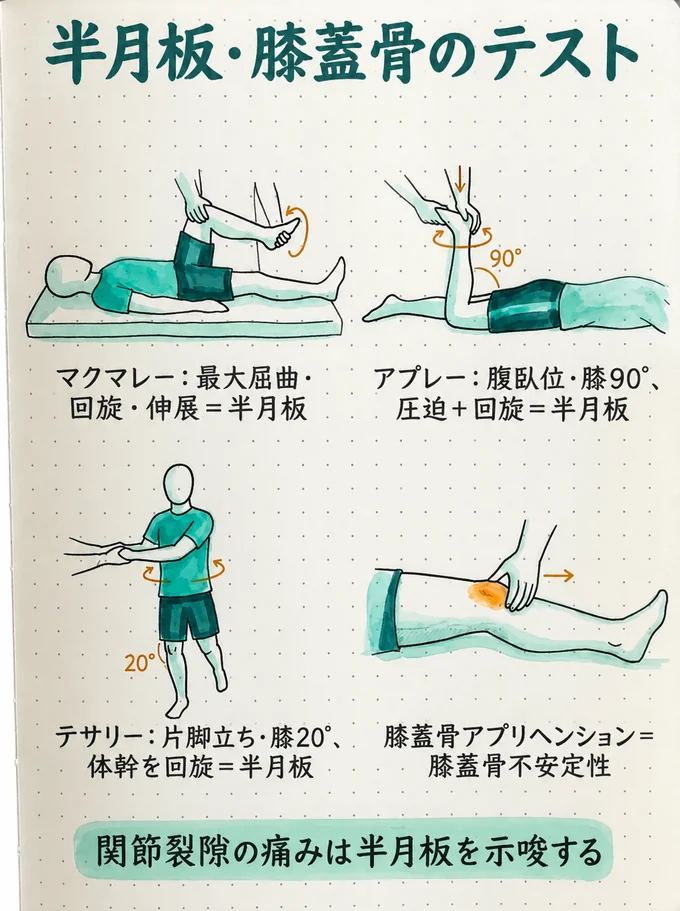 半月板・膝蓋骨のテスト
90°
マクマレー：最大屈曲・
回旋・伸展＝半月板
アプレー：腹臥位・膝90°、
圧迫＋回旋＝半月板
20°
テサリー：片脚立ち・膝20°、
体幹を回旋＝半月板
膝蓋骨アプリヘンション＝
膝蓋骨不安定性
関節裂隙の痛みは半月板を示唆する